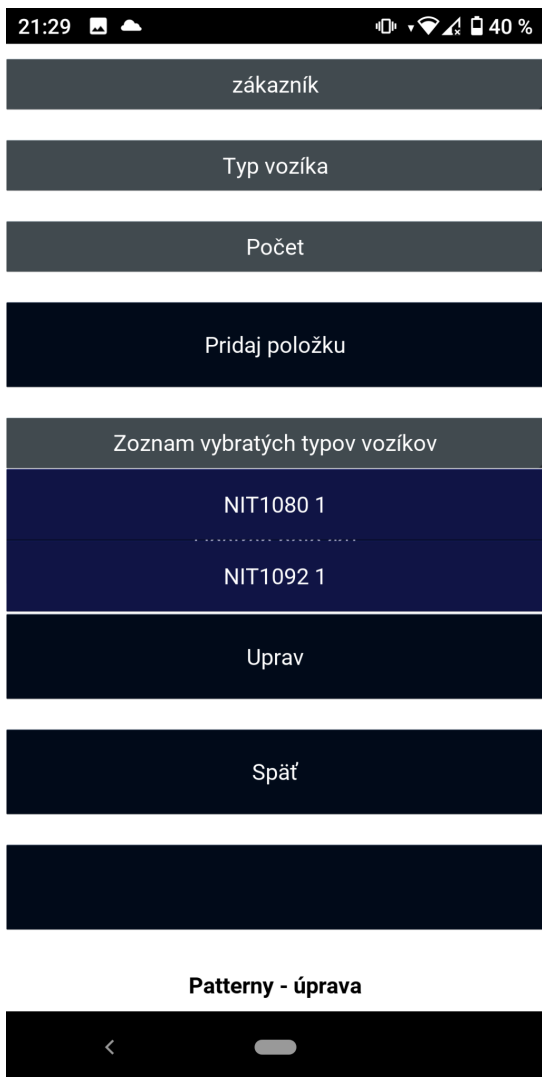 21:29 40 %
zákazník
Typ vozíka
Počet
Pridaj položku
Zoznam vybratých typov vozíkov
NIT1080 1
NIT1092 1
Uprav
Späť
Patterny - úprava